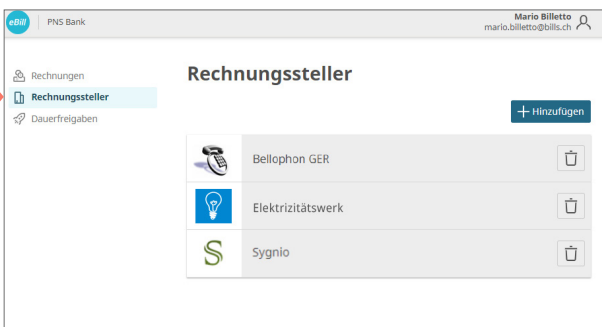 eBill PNS Bank
Mario Billetto
mario.billetto@bills.ch
Rechnungen
Rechnungssteller
Dauerfreigaben
Rechnungssteller
Hinzufügen
Bellophon GER
Elektrizitätswerk
S Sygnio